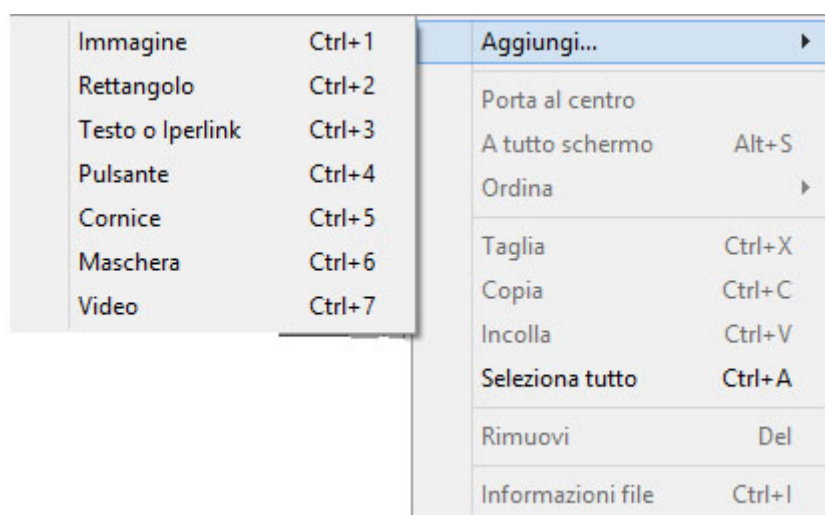 Immagine Ctrl+1
Rettangolo Ctrl+2
Testo o Iperlink Ctrl+3
Pulsante Ctrl+4
Cornice Ctrl+5
Maschera Ctrl+6
Video Ctrl+7
Aggiungi...
Porta al centro
A tutto schermo Alt+S
Ordina
Taglia Ctrl+X
Copia Ctrl+C
Incolla Ctrl+V
Seleziona tutto Ctrl+A
Rimuovi Del
Informazioni file Ctrl+I